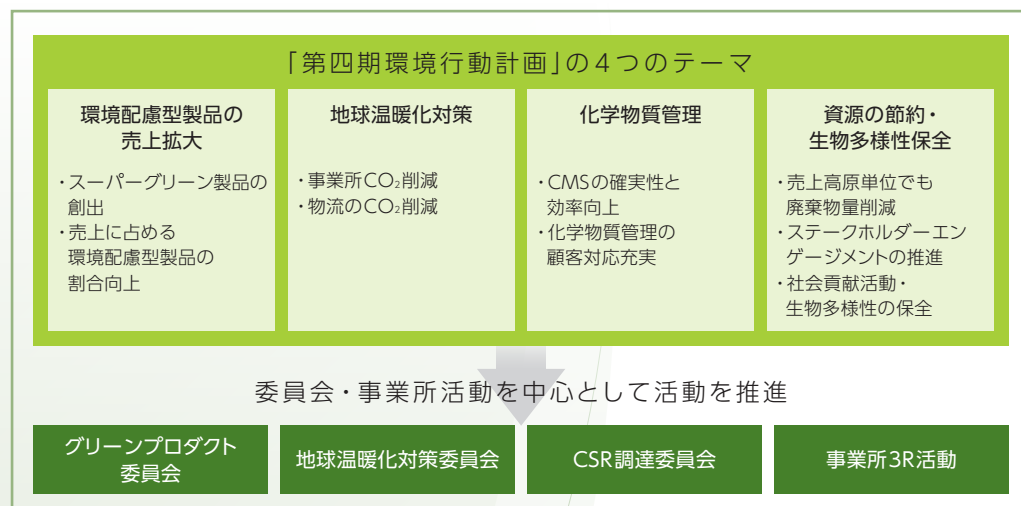 「第四期環境行動計画」の4つのテーマ
環境配慮型製品の
売上拡大
・スーパーグリーン製品の
創出
・売上に占める
環境配慮型製品の
割合向上
地球温暖化対策
・事業所CO₂削減
・物流のCO₂削減
化学物質管理
・CMSの確実性と
効率向上
・化学物質管理の
顧客対応充実
資源の節約・
生物多様性保全
・売上高原単位でも
廃棄物量削減
・ステークホルダーエン
ゲージメントの推進
・社会貢献活動・
生物多様性の保全
委員会・事業所活動を中心として活動を推進
グリーンプロダクト
委員会
地球温暖化対策委員会
CSR調達委員会
事業所3R活動